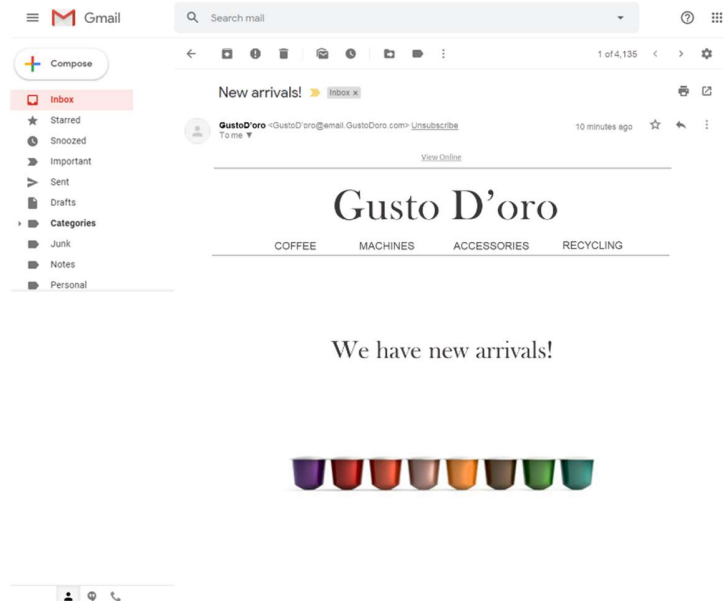 Gmail
Search mail
Compose
1 of 4,135
Inbox
Starred
Snoozed
Important
Sent
Drafts
Categories
Junk
Notes
Personal
New arrivals! Inbox x
GustoD'oro <GustoD'oro@email.GustoDoro.com> Unsubscribe
10 minutes ago
To me
View Online
Gusto D'oro
COFFEE MACHINES ACCESSORIES RECYCLING
We have new arrivals!